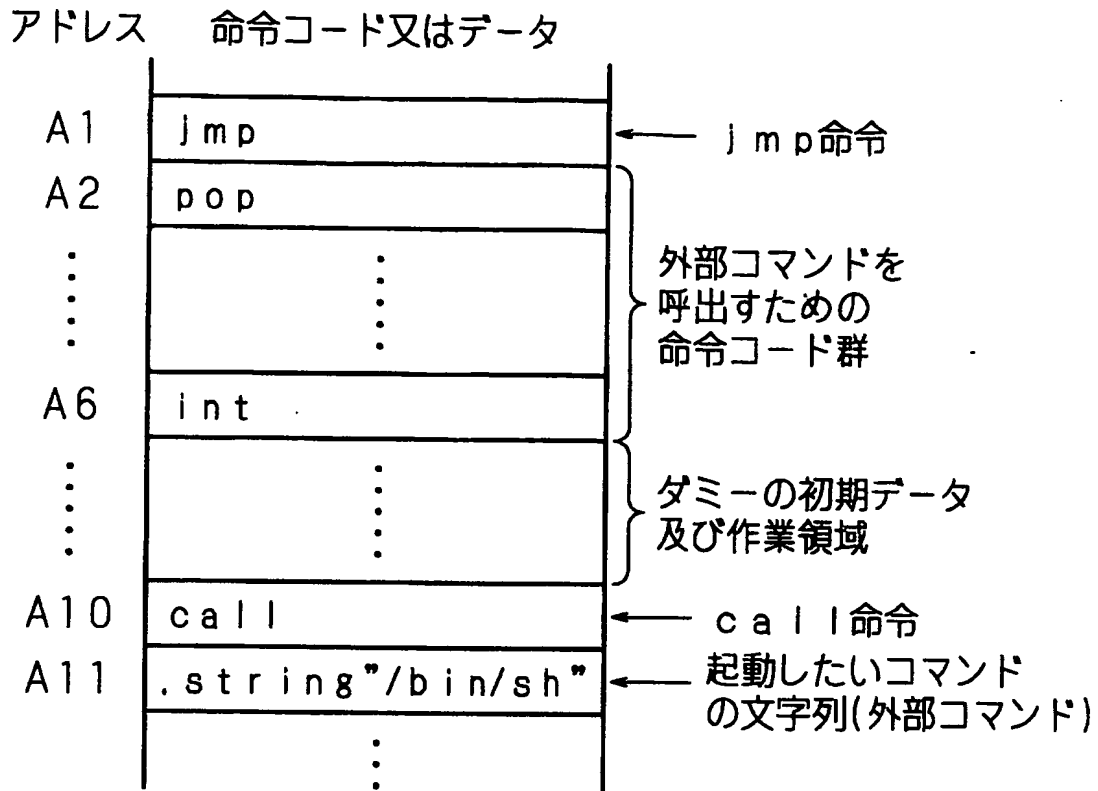 アドレス 命令コード又はデータ
A1 jmp ← jmp命令
A2 pop
外部コマンドを
呼出すための
命令コード群
A6 int
ダミーの初期データ
及び作業領域
A10 call ← call命令
A11 .string"/bin/sh" ← 起動したいコマンド
の文字列(外部コマンド)